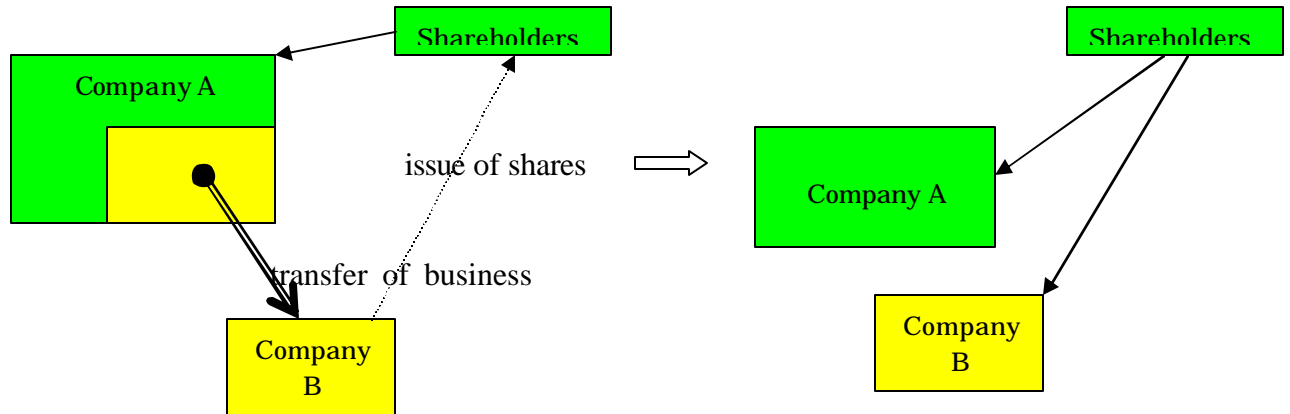 Shareholders
Company A
issue of shares
transfer of business
Company
B
Shareholders
Company A
Company
B